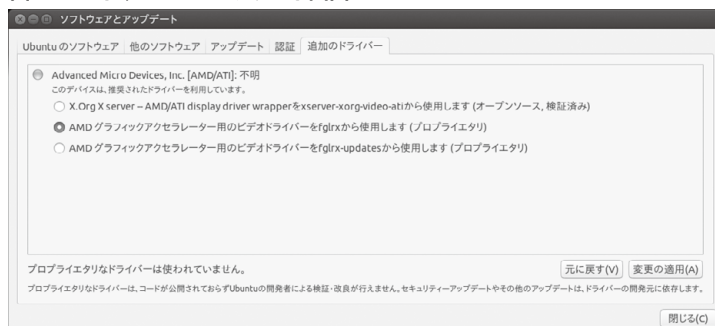 ソフトウェアとアップデート
Ubuntu のソフトウェア 他のソフトウェア アップデート 認証 追加のドライバー
Advanced Micro Devices, Inc. [AMD/ATI]: 不明
このデバイスは、推奨されたドライバーを利用しています。
X.Org X server – AMD/ATI display driver wrapperをxserver-xorg-video-atiから使用します (オープンソース, 検証済み)
AMD グラフィックアクセラレーター用のビデオドライバーをfglrxから使用します (プロプライエタリ)
AMD グラフィックアクセラレーター用のビデオドライバーをfglrx-updatesから使用します (プロプライエタリ)
プロプライエタリなドライバーは使われていません。
元に戻す(V) 変更の適用(A)
プロプライエタリなドライバーは、コードが公開されておらずUbuntuの開発者による検証・改良が行えません。セキュリティーアップデートやその他のアップデートは、ドライバーの開発元に依存します。
閉じる(C)